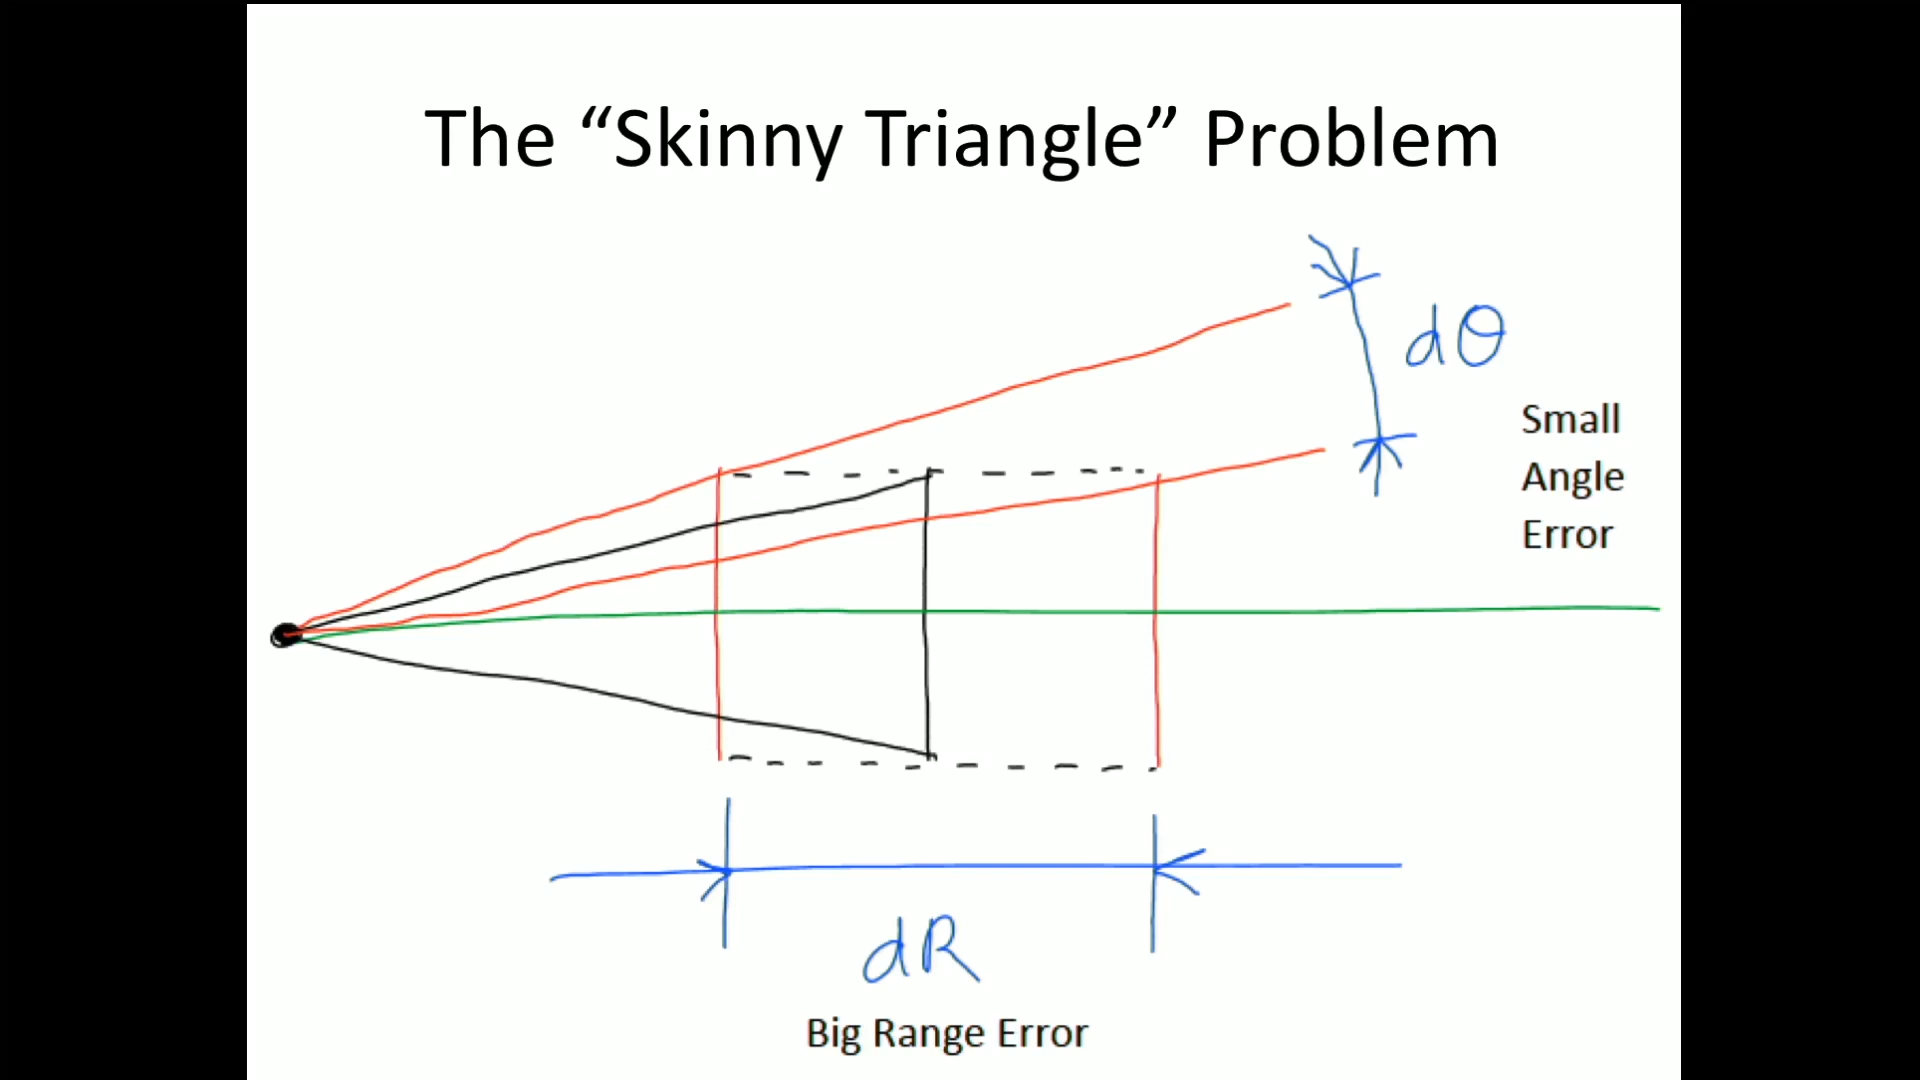 The “Skinny Triangle” Problem
dθ
Small
Angle
Error
dR
Big Range Error